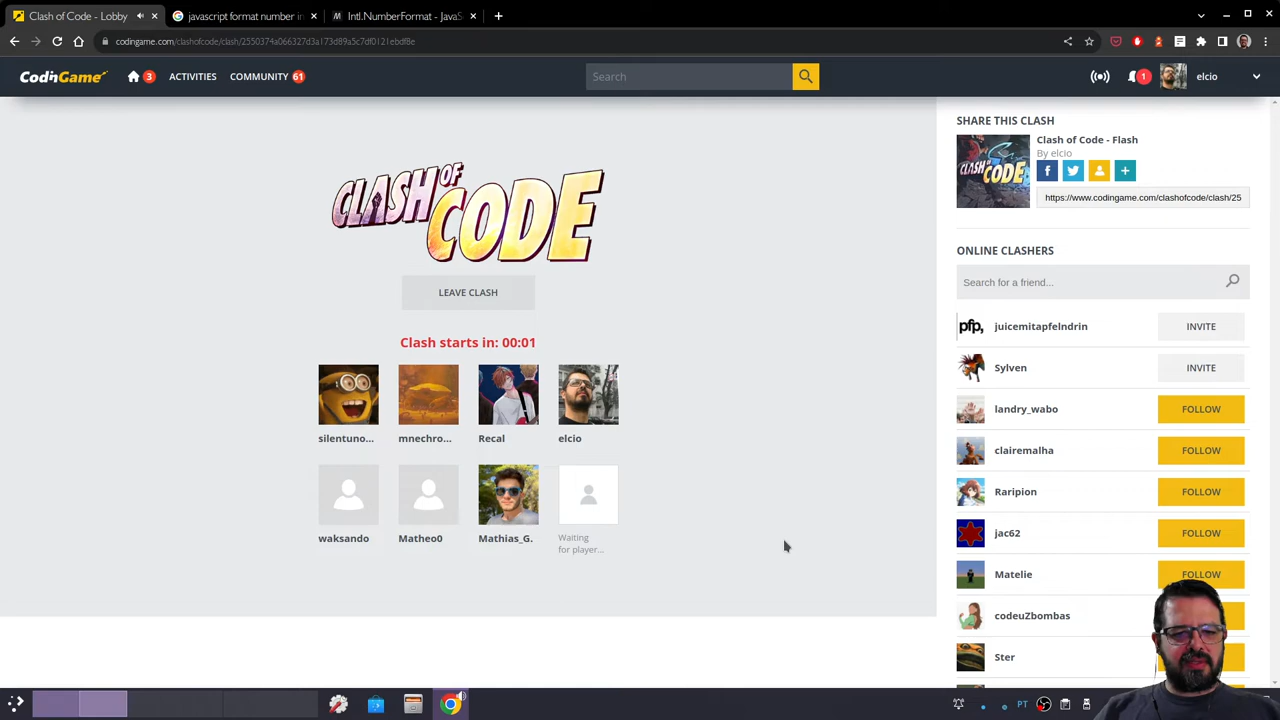 Clash of Code - Lobby
javascript format number in
Intl.NumberFormat - JavaS
codingame.com/clashofcode/clash/2550374a066327d3a173d89a5c7df0121ebdf8e
CodinGame
3
ACTIVITIES
COMMUNITY
61
Search
1
elcio
CLASH OF CODE
LEAVE CLASH
Clash starts in: 00:01
silentuno...
mnechro...
Recal
elcio
waksando
Matheo0
Mathias_G.
Waiting
for player...
SHARE THIS CLASH
CLASH OF CODE
Clash of Code - Flash
By elcio
https://www.codingame.com/clashofcode/clash/25
ONLINE CLASHERS
Search for a friend...
pfp,
juicemitapfelndrin
INVITE
Sylven
INVITE
landry_wabo
FOLLOW
clairemalha
FOLLOW
Raripion
FOLLOW
jac62
FOLLOW
Matelie
FOLLOW
codeuZbombas
Ster
PT